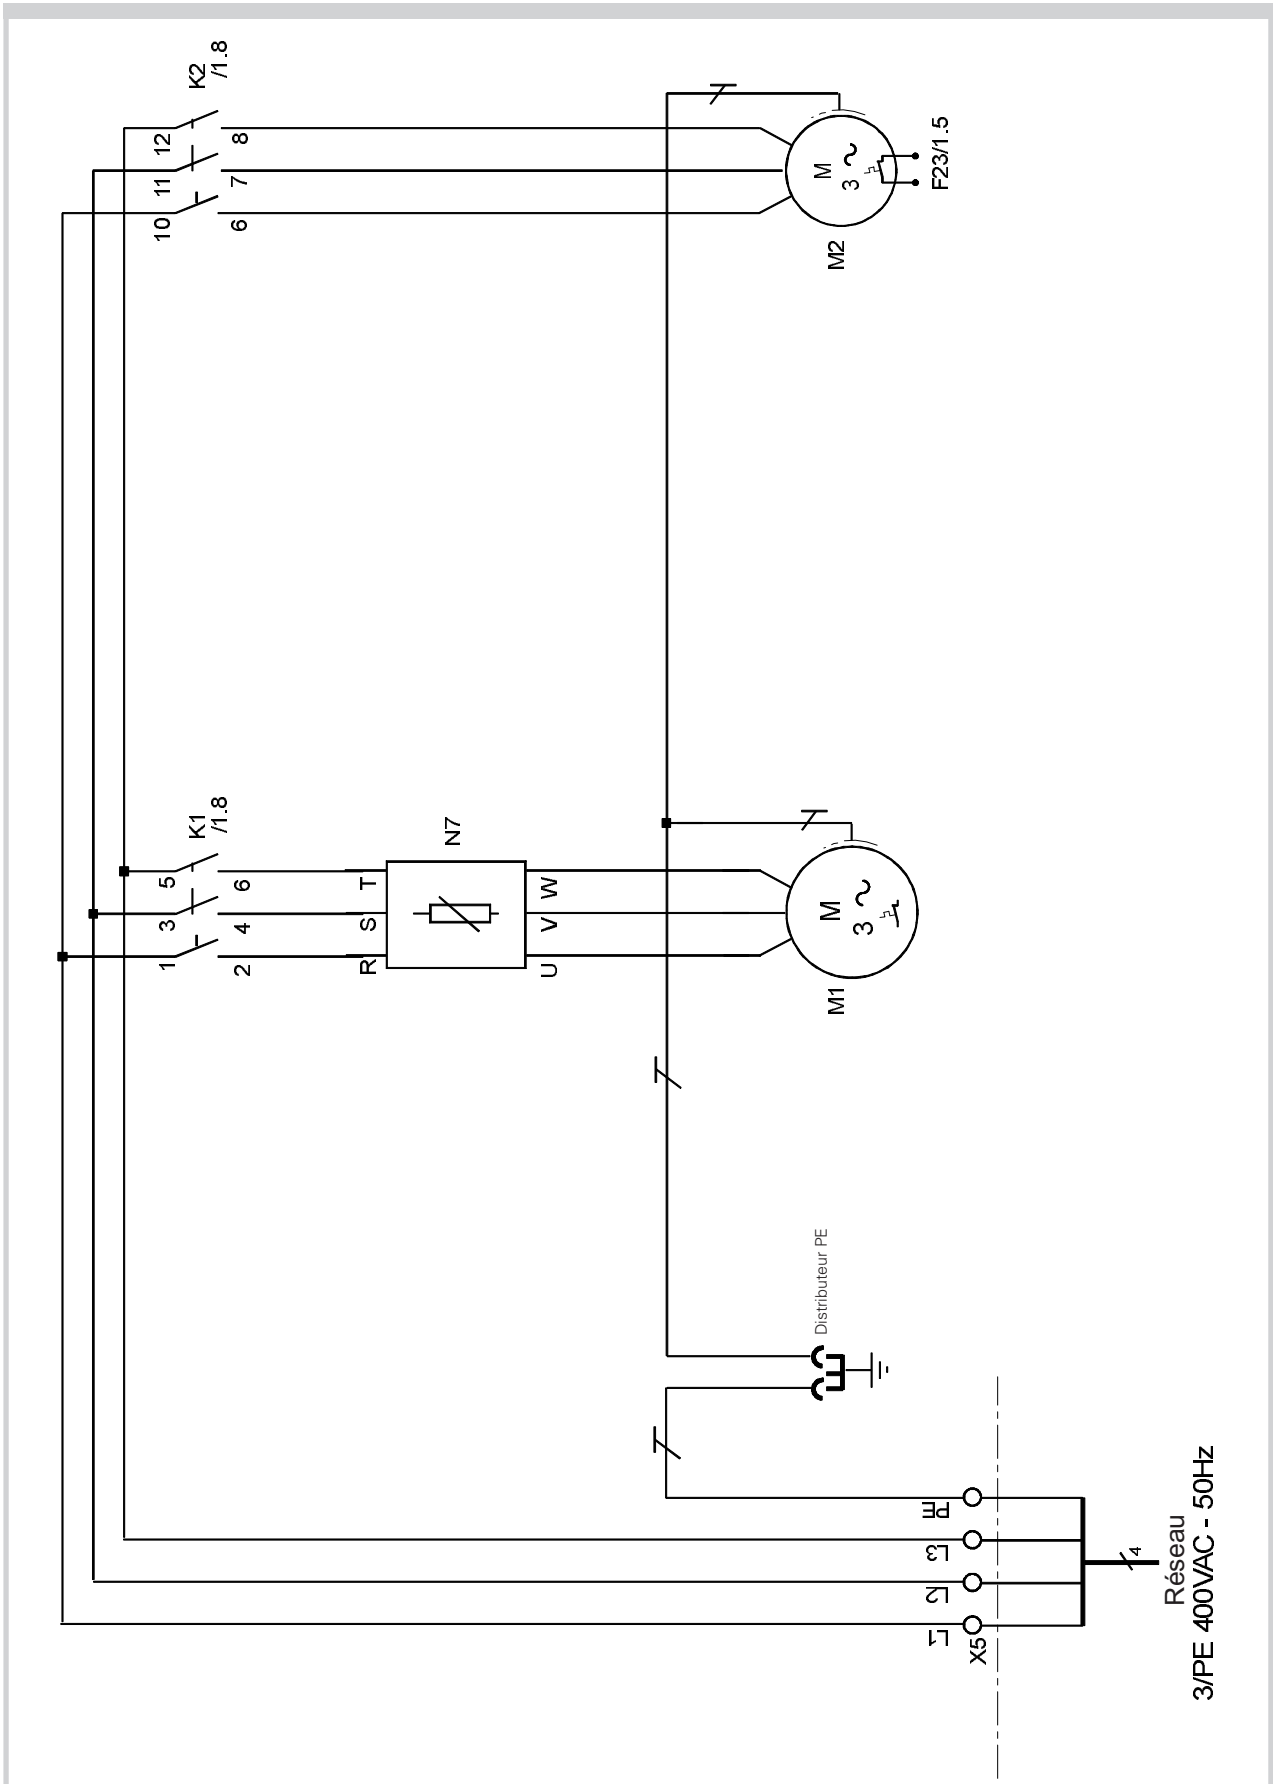 1 3 5
K1
/1.8
2 4 6
10 11 12
K2
/1.8
6 7 8
R S T
N7
U V W
M1
M
3 ~
M2
M
3 ~
F23/1.5
Distributeur PE
L1 L2 L3 PE
X5
4
Réseau
3/PE 400VAC - 50Hz